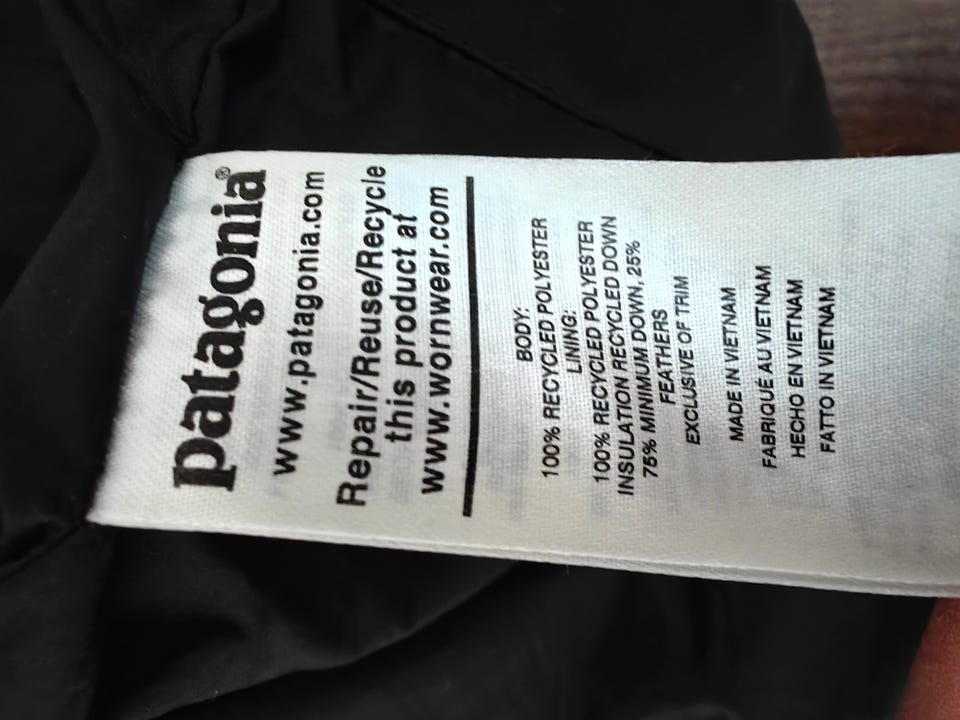 patagonia®
www.patagonia.com
Repair/Reuse/Recycle
this product at
www.wornwear.com
BODY:
100% RECYCLED POLYESTER
LINING:
100% RECYCLED POLYESTER
INSULATION RECYCLED DOWN
75% MINIMUM DOWN, 25%
FEATHERS
EXCLUSIVE OF TRIM
MADE IN VIETNAM
FABRIQUÉ AU VIETNAM
HECHO EN VIETNAM
FATTO IN VIETNAM